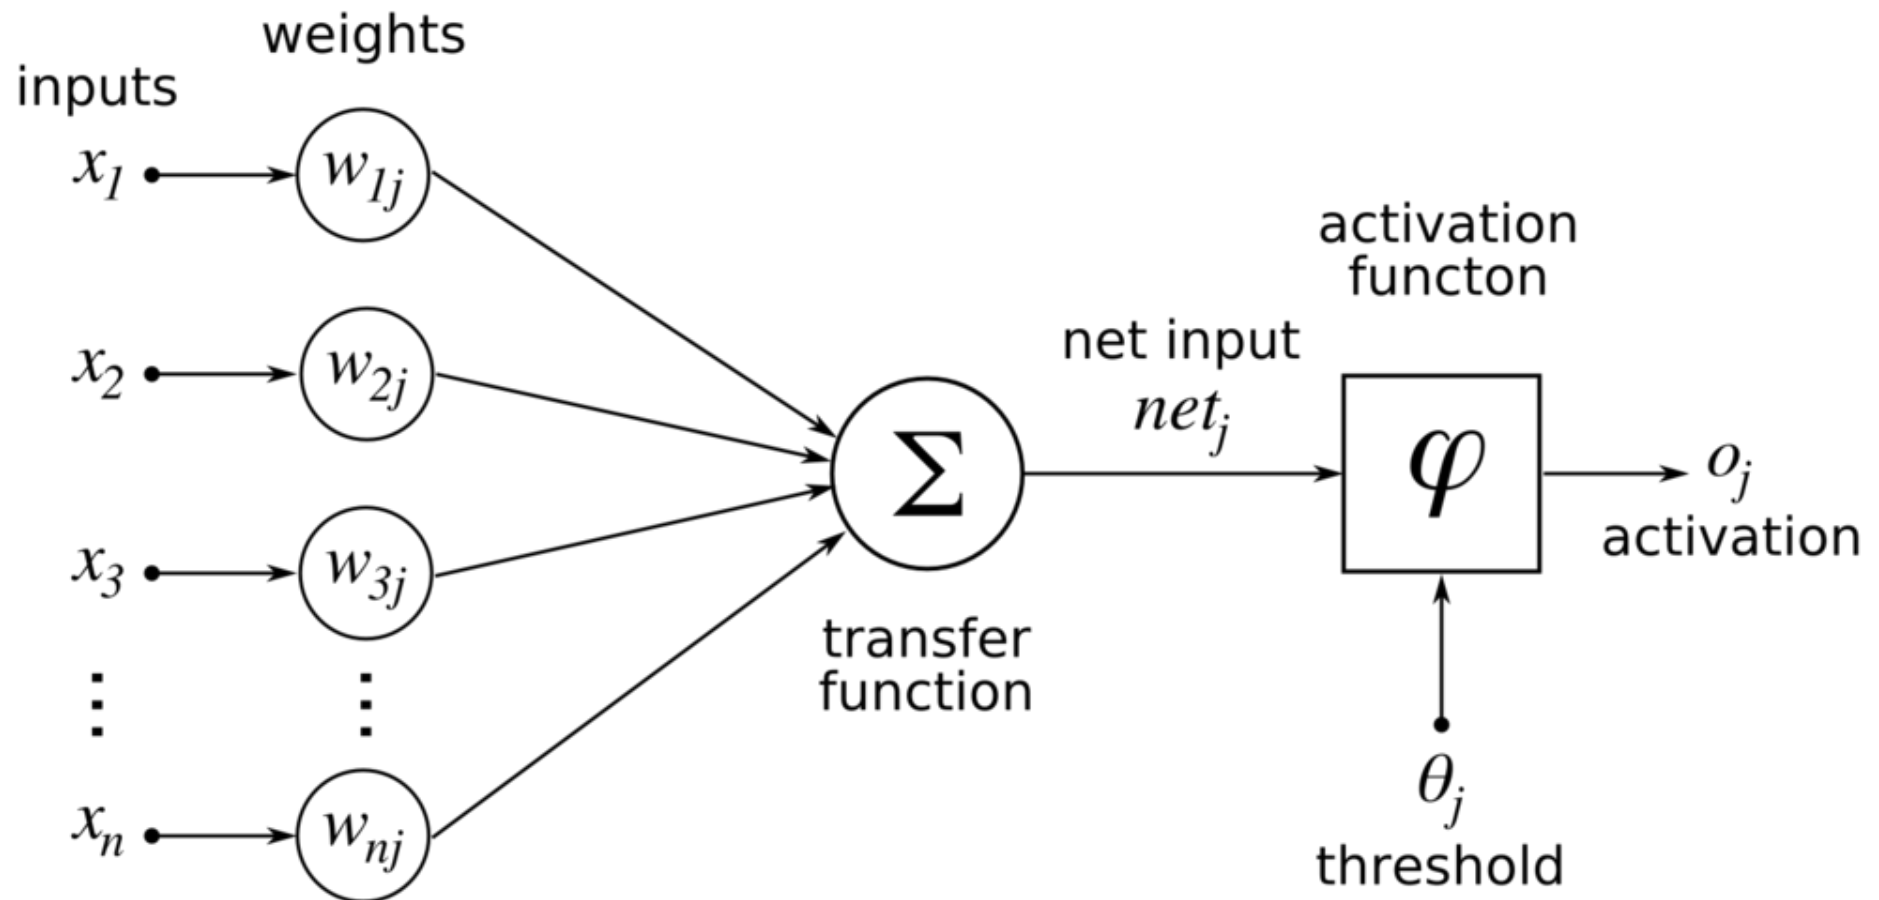 weights
inputs
x1
w1j
x2
w2j
x3
w3j
⋮
⋮
xn
wnj
Σ
transfer
function
net input
netj
activation
functon
φ
oj
activation
θj
threshold